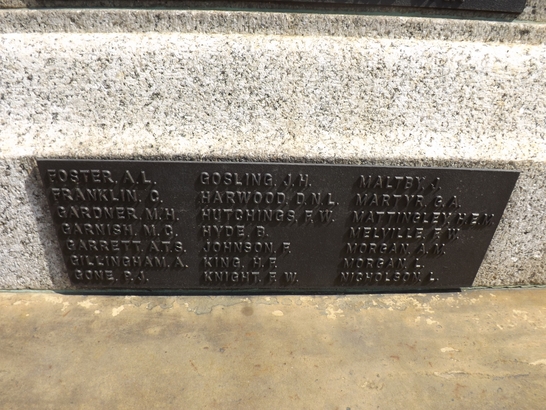 FOSTER, A.L.
FRANKLIN, C.
GARDNER, M.H.
GARNISH, M.C.
GARRETT, A.T.S.
GILLINGHAM, A.
GONE, P.J.
GOSLING, J.H.
HARWOOD, D.N.L.
HUTCHINGS, F.W.
HYDE, B.
JOHNSON, F.
KING, H.F.
KNIGHT, F.W.
MALTBY, J.
MARTYR, G.A.
MATTINGLEY, H.E.M.
MELVILLE, F.W.
MORGAN, A.M.
MORGAN, L.
NICHOLSON, L.